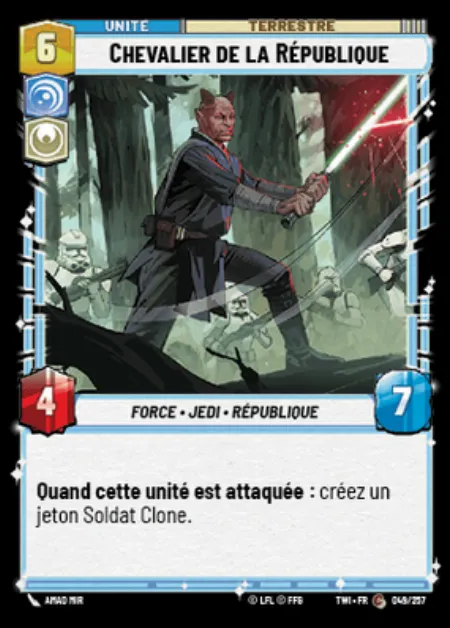 UNITÉ
TERRESTRE
6
CHEVALIER DE LA RÉPUBLIQUE
4
FORCE • JEDI • RÉPUBLIQUE
7
Quand cette unité est attaquée : créez un
jeton Soldat Clone.
AMAD MIR
© LFL © FFG
TWI • FR C 049/257